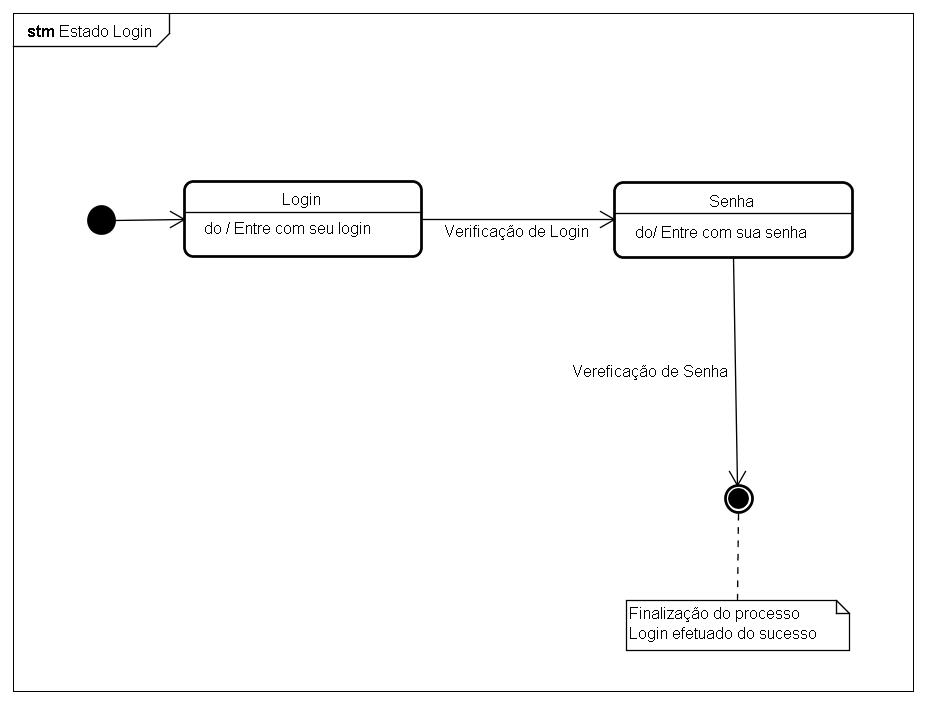 stm Estado Login
Login
do / Entre com seu login
Verificação de Login
Senha
do/ Entre com sua senha
Vereficação de Senha
Finalização do processo
Login efetuado do sucesso